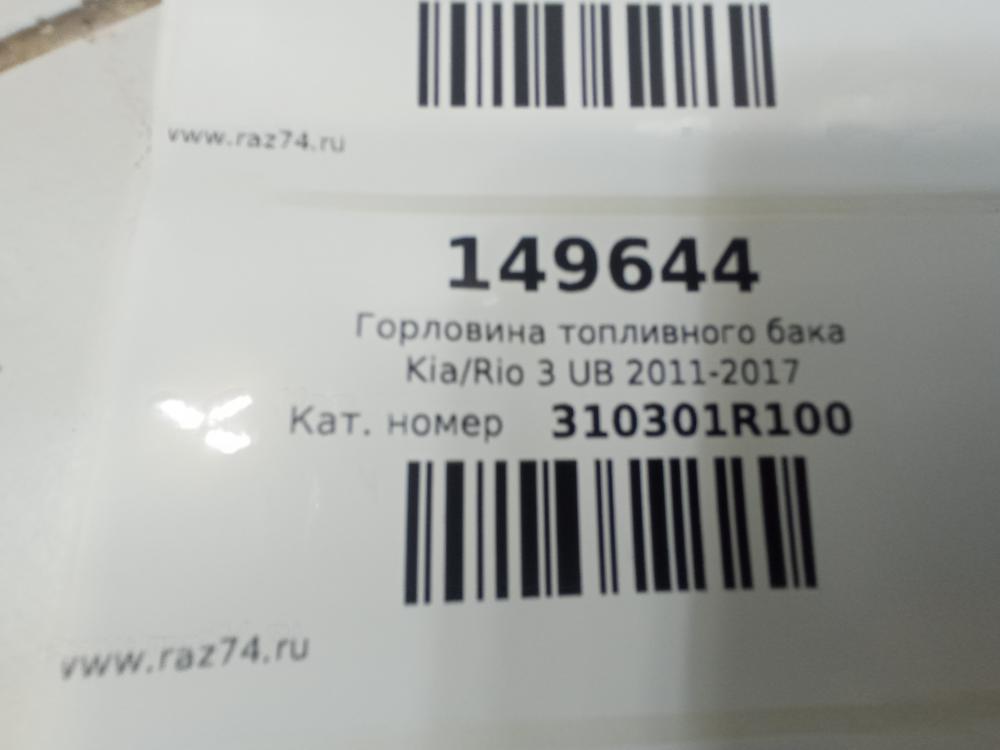 www.raz74.ru
149644
Горловина топливного бака
Kia/Rio 3 UB 2011-2017
Кат. номер 310301R100
www.raz74.ru